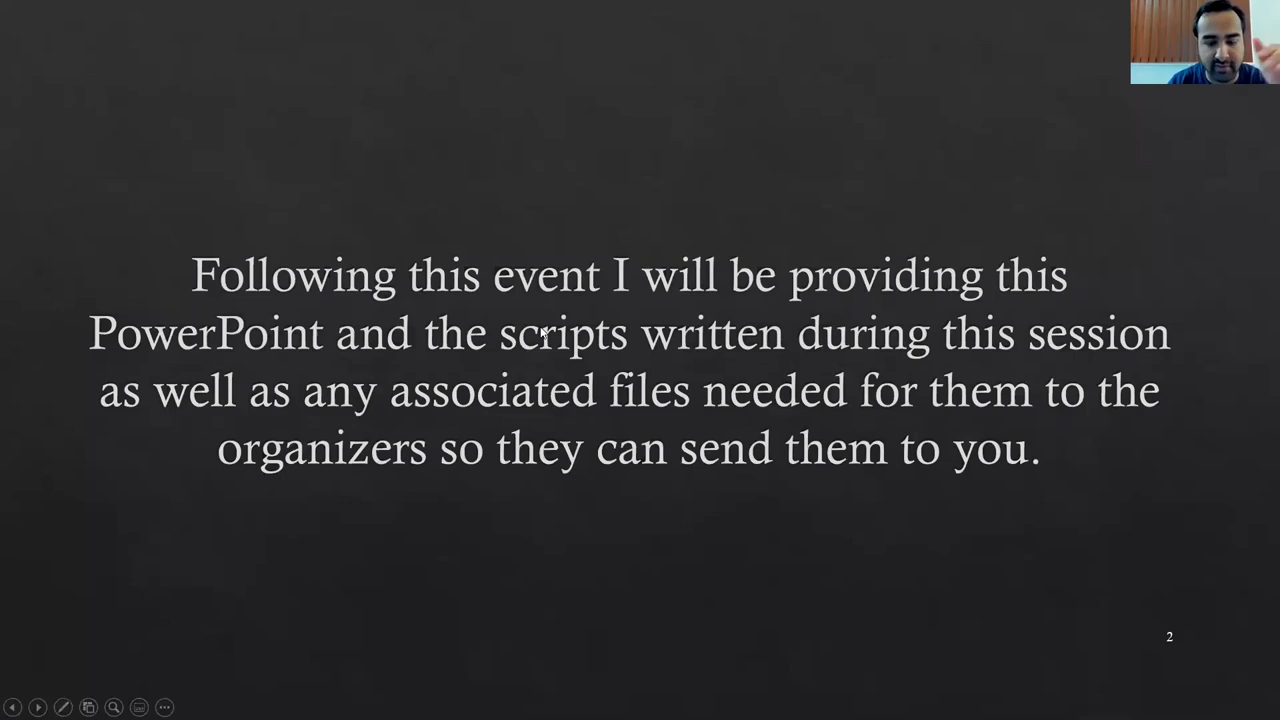 Following this event I will be providing this
PowerPoint and the scripts written during this session
as well as any associated files needed for them to the
organizers so they can send them to you.
2